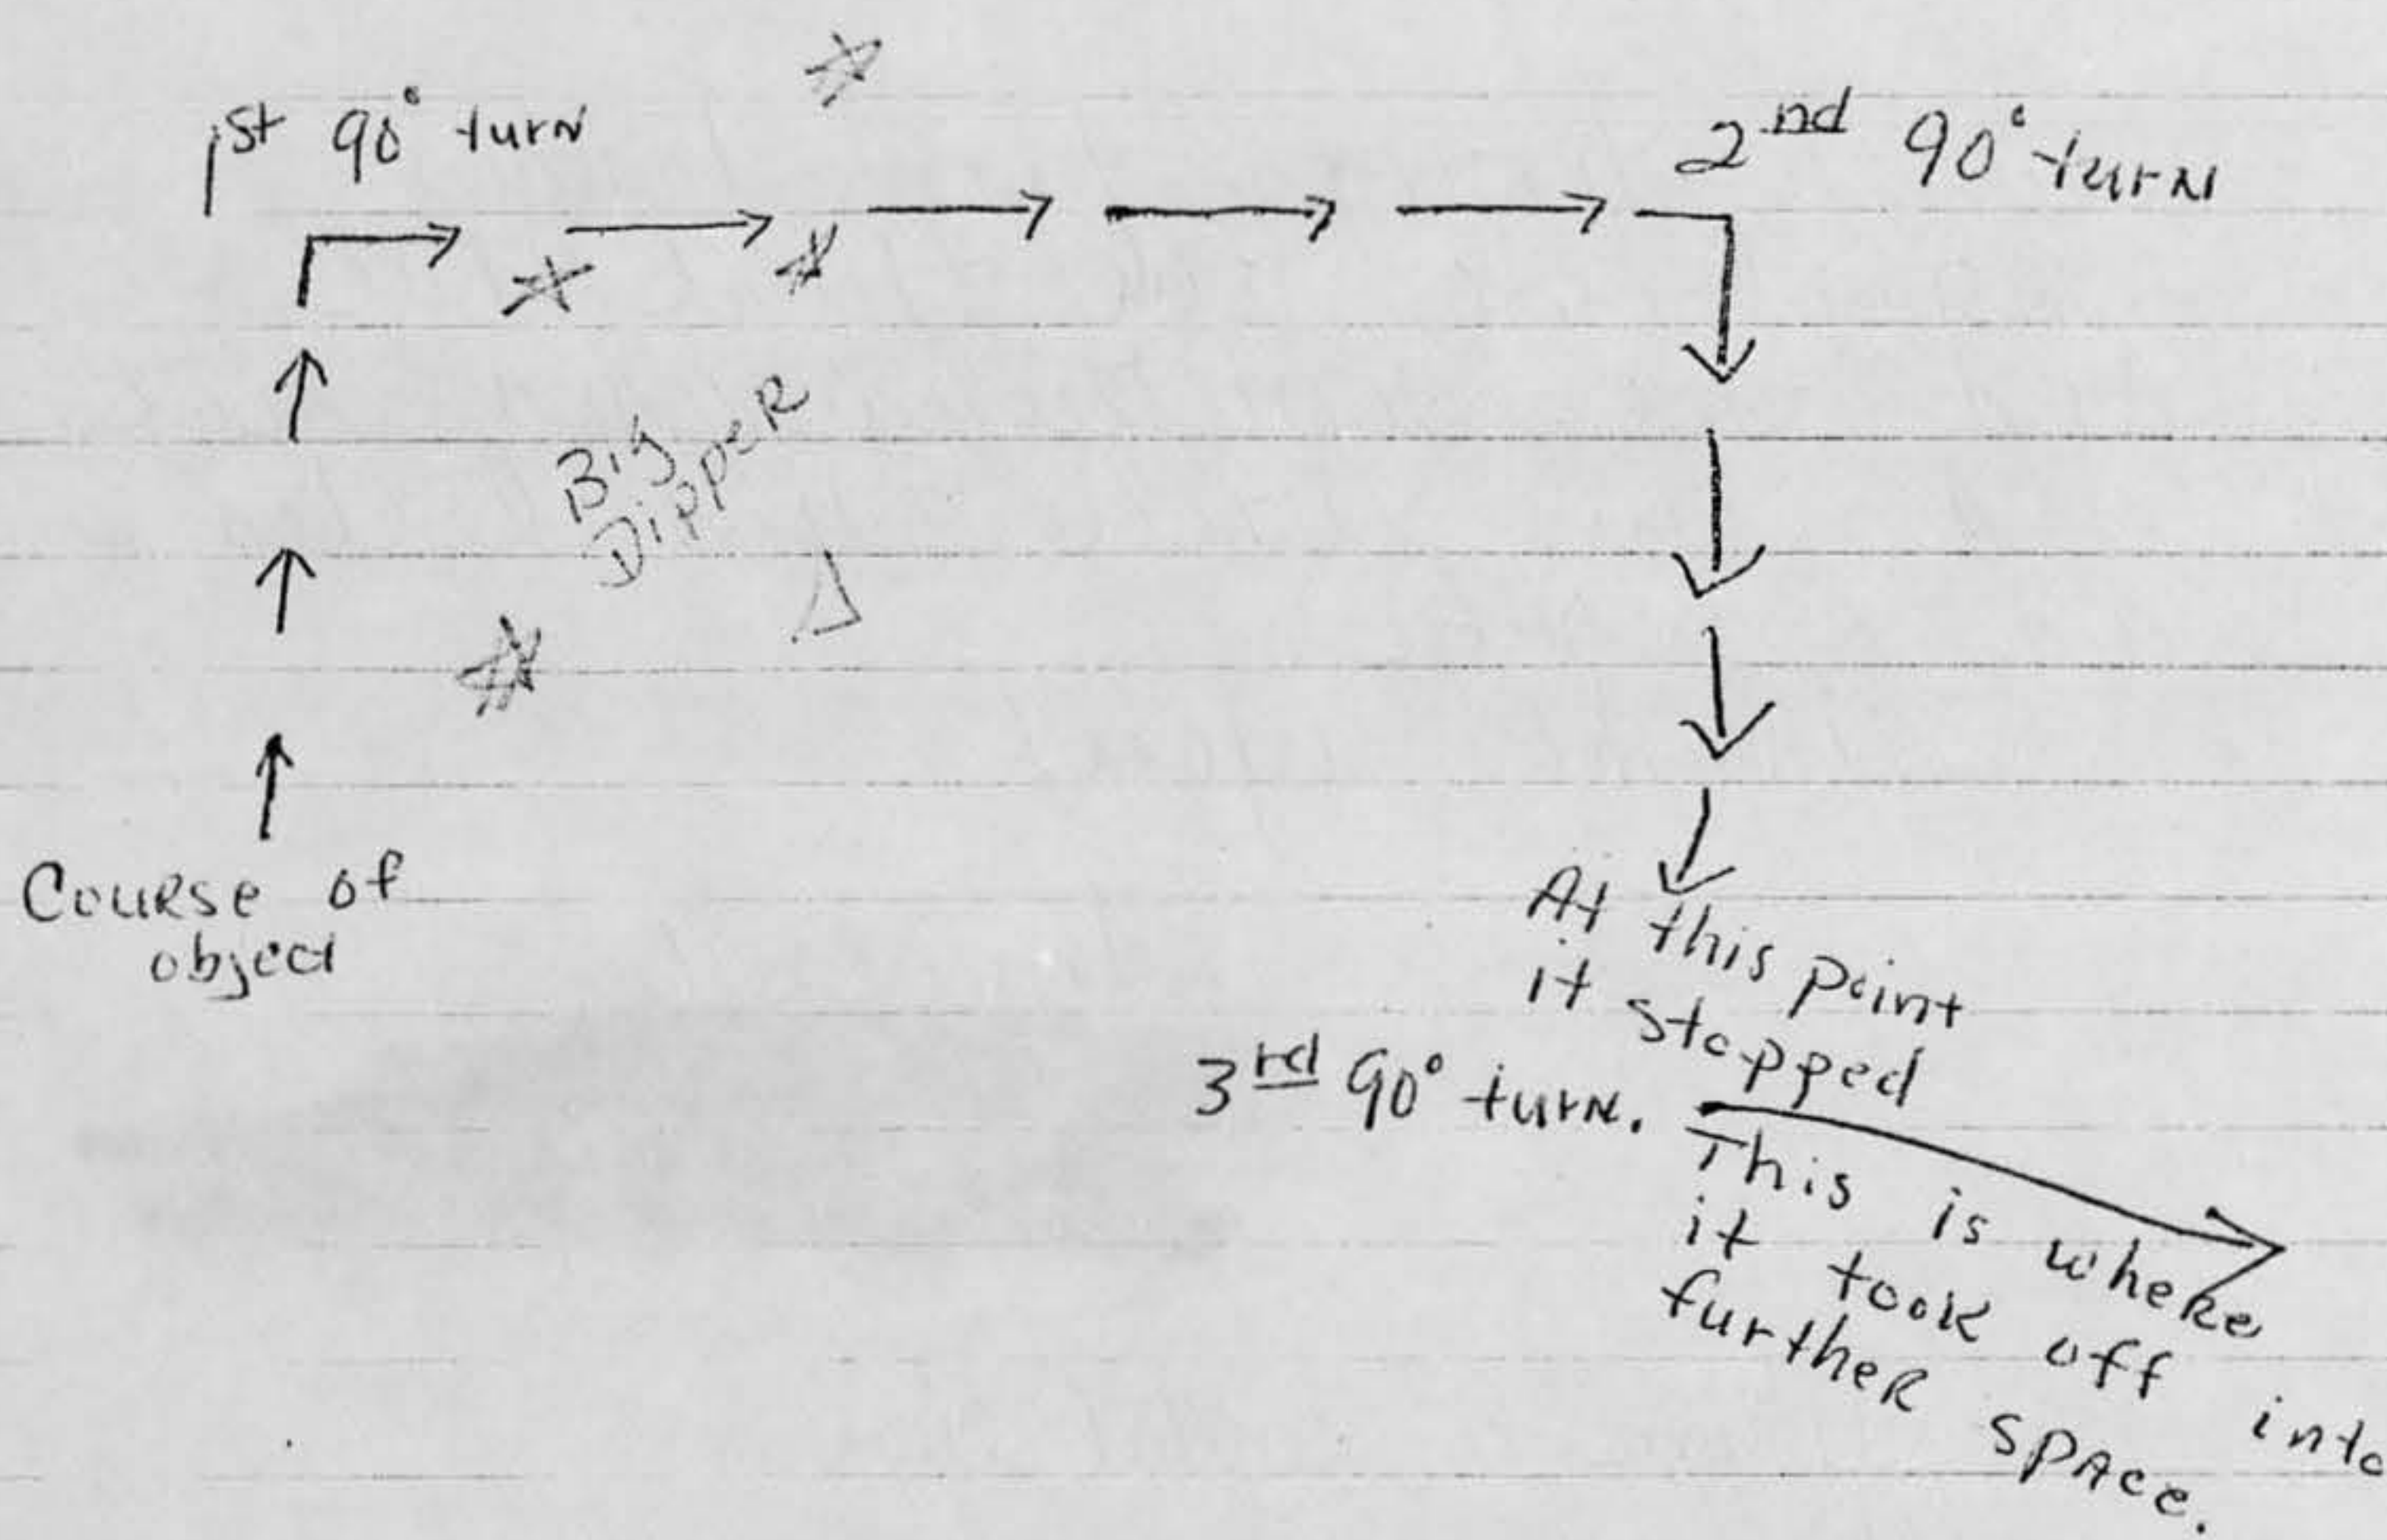 1st 90° turn
2nd 90° turn
Big
Dipper
Course of
object
At this point
it stopped
3rd 90° turn.
This is where
it took off into
further space.